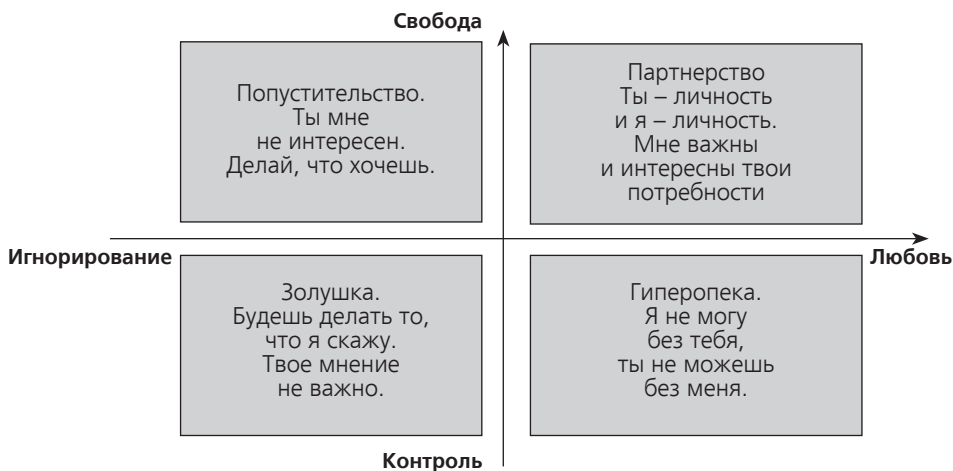 Свобода
Попустительство.
Ты мне
не интересен.
Делай, что хочешь.
Партнерство
Ты – личность
и я – личность.
Мне важны
и интересны твои
потребности
Игнорирование
Любовь
Золушка.
Будешь делать то,
что я скажу.
Твое мнение
не важно.
Гиперопека.
Я не могу
без тебя,
ты не можешь
без меня.
Контроль